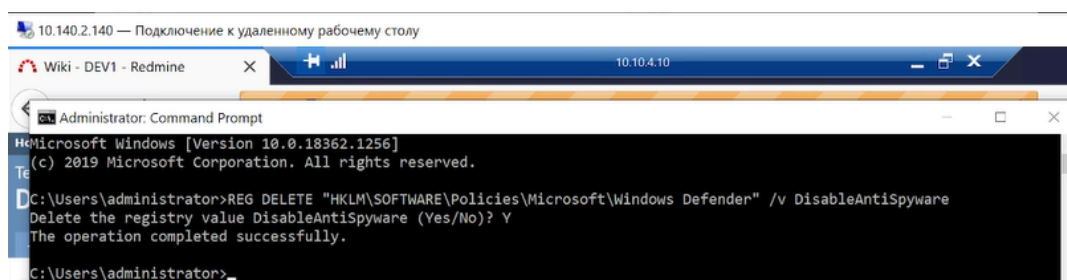 10.140.2.140 — Подключение к удаленному рабочему столу
Wiki - DEV1 - Redmine
10.10.4.10
Administrator: Command Prompt
Microsoft Windows [Version 10.0.18362.1256]
(c) 2019 Microsoft Corporation. All rights reserved.
C:\Users\administrator>REG DELETE "HKLM\SOFTWARE\Policies\Microsoft\Windows Defender" /v DisableAntiSpyware
Delete the registry value DisableAntiSpyware (Yes/No)? Y
The operation completed successfully.
C:\Users\administrator>_